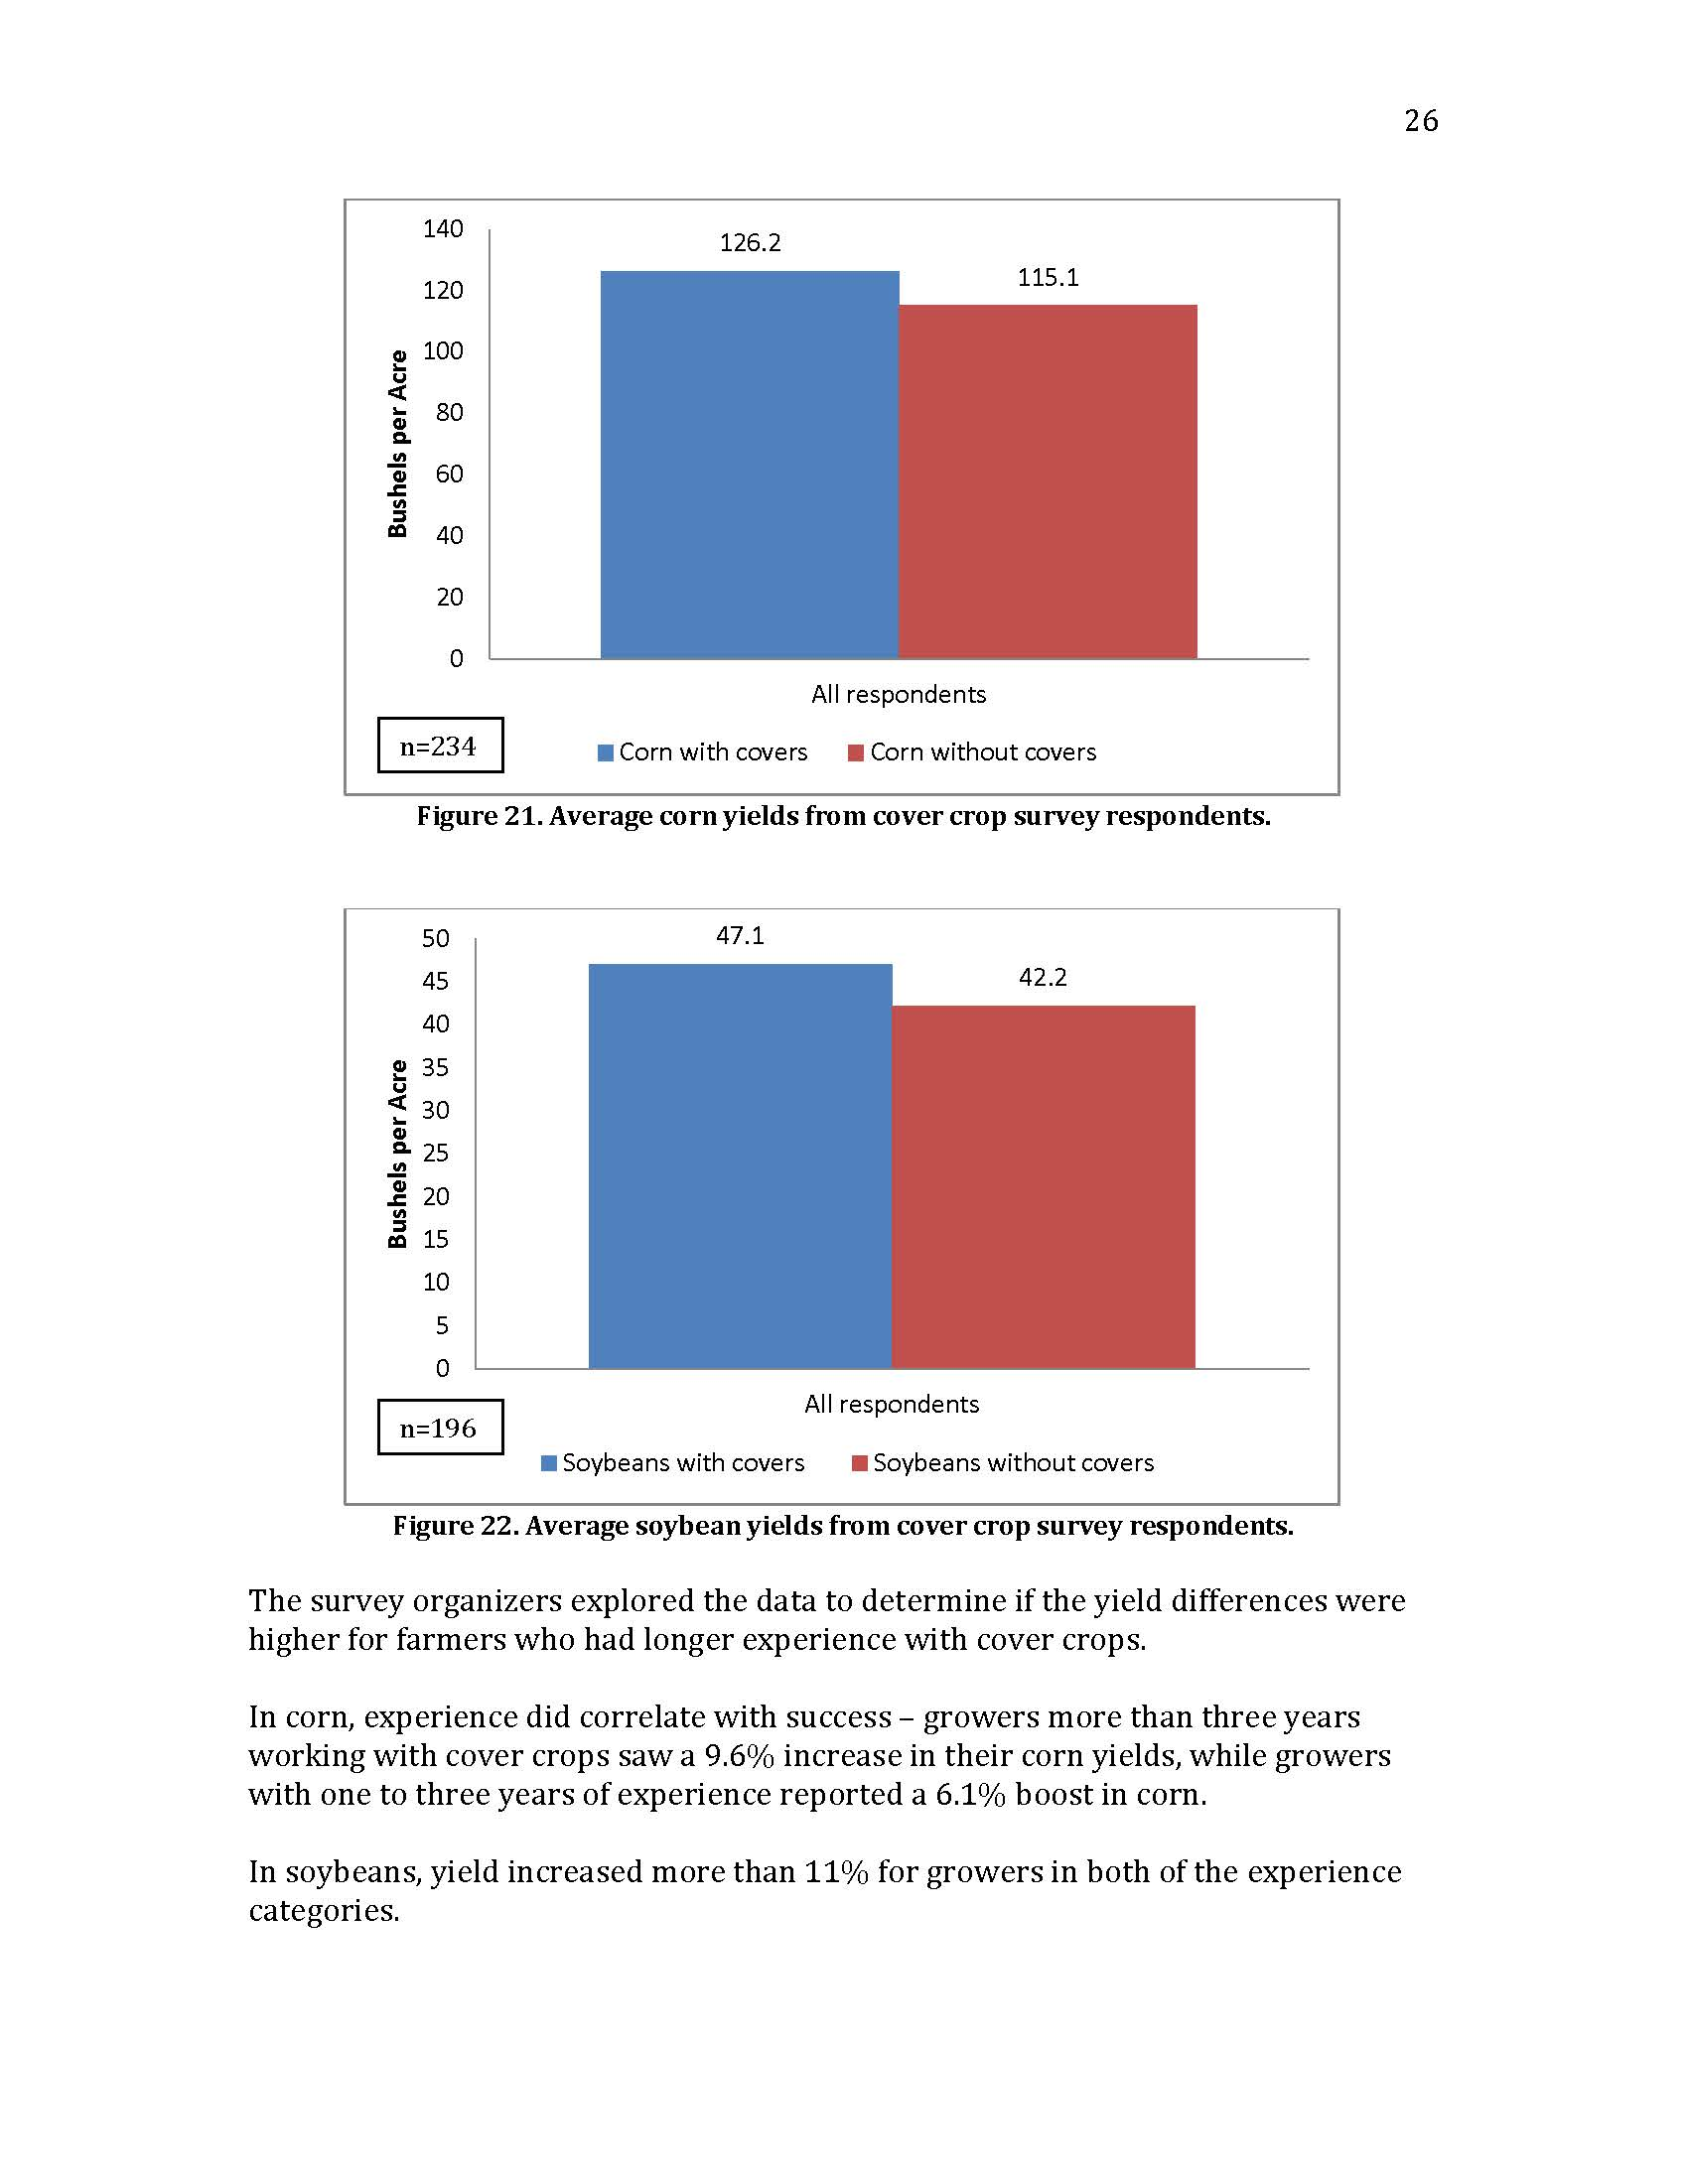 26
140
120
100
80
60
40
20
0
Bushels per Acre
126.2
115.1
All respondents
n=234
Corn with covers Corn without covers
Figure 21. Average corn yields from cover crop survey respondents.
50
45
40
35
30
25
20
15
10
5
0
Bushels per Acre
47.1
42.2
All respondents
n=196
Soybeans with covers Soybeans without covers
Figure 22. Average soybean yields from cover crop survey respondents.
The survey organizers explored the data to determine if the yield differences were
higher for farmers who had longer experience with cover crops.
In corn, experience did correlate with success – growers more than three years
working with cover crops saw a 9.6% increase in their corn yields, while growers
with one to three years of experience reported a 6.1% boost in corn.
In soybeans, yield increased more than 11% for growers in both of the experience
categories.